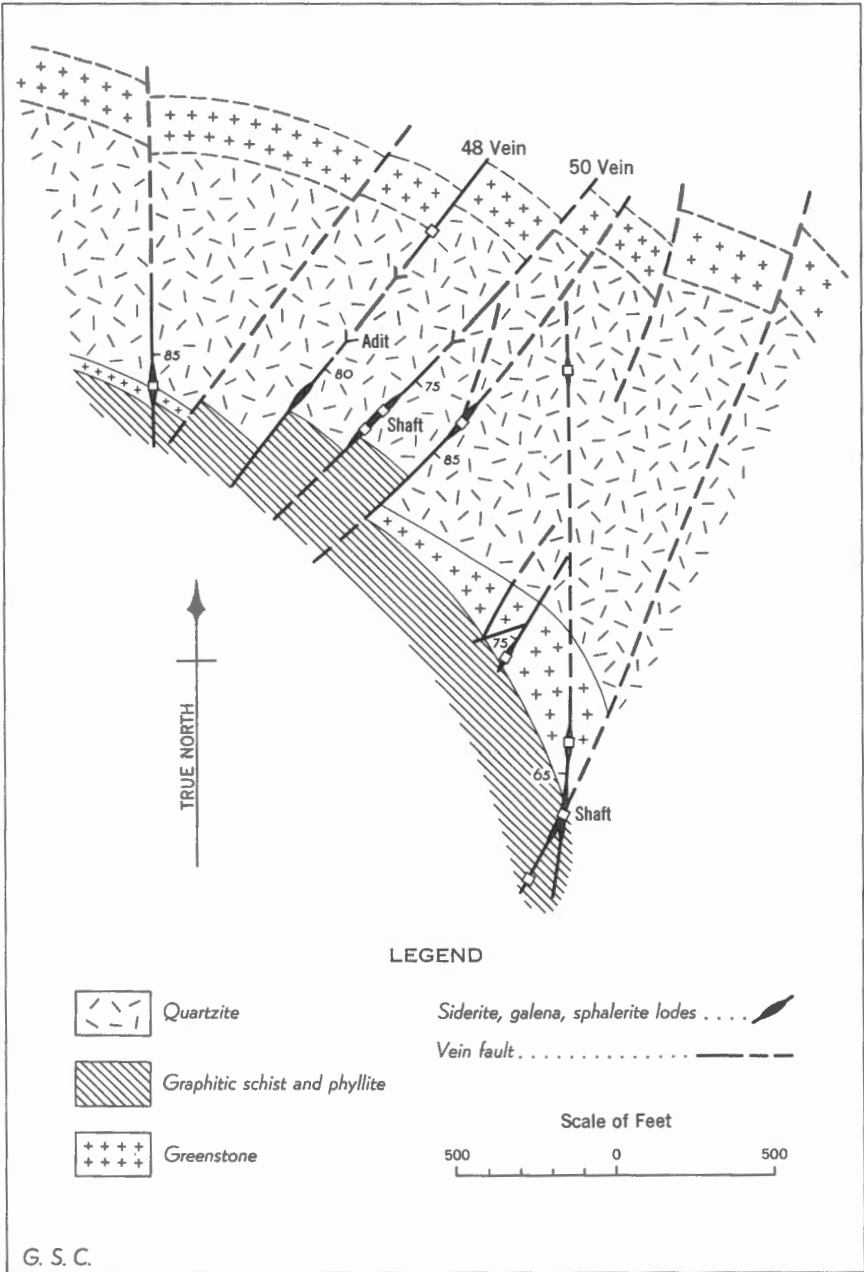 48 Vein
50 Vein
85
Adit
80
75
Shaft
85
75
TRUE NORTH
65
Shaft
LEGEND
Quartzite
Siderite, galena, sphalerite lodes . . . .
Vein fault . . . . . . . . . . . . . . .
Graphitic schist and phyllite
Scale of Feet
Greenstone
500 0 500
G. S. C.